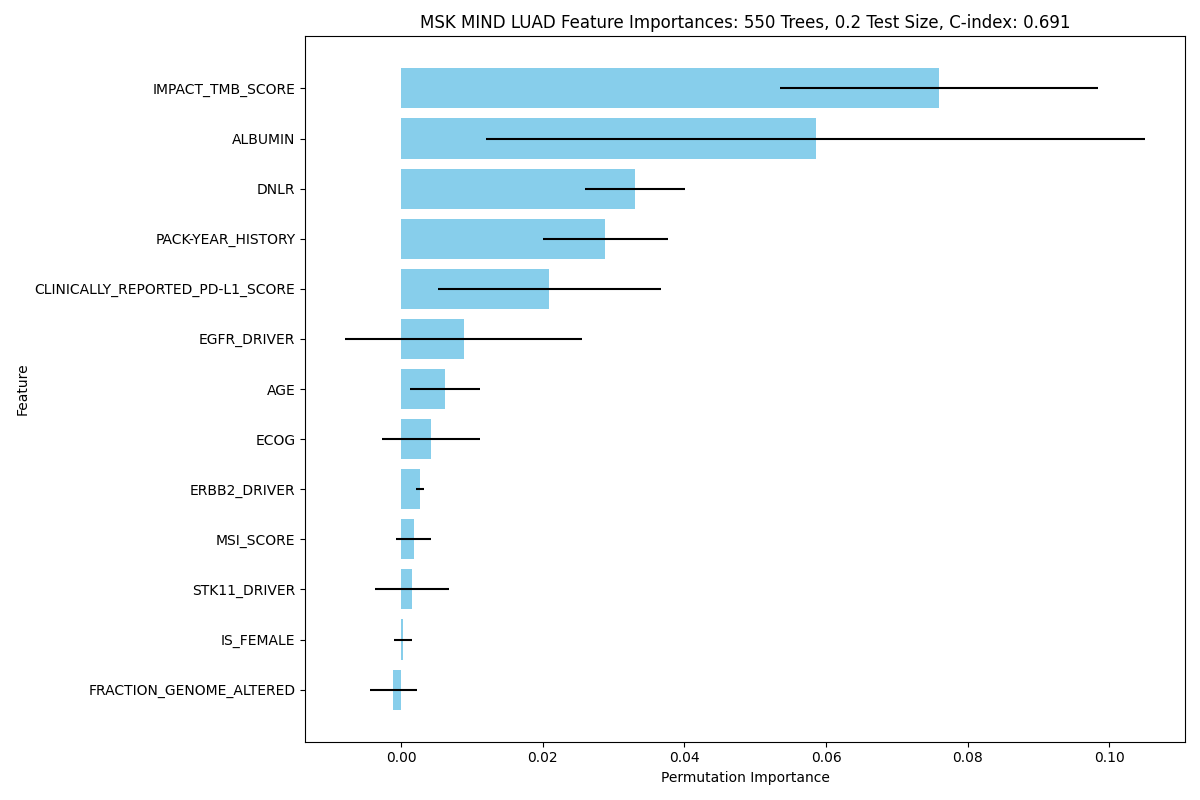 MSK MIND LUAD Feature Importances: 550 Trees, 0.2 Test Size, C-index: 0.691
IMPACT_TMB_SCORE
ALBUMIN
DNLR
PACK-YEAR_HISTORY
CLINICALLY_REPORTED_PD-L1_SCORE
EGFR_DRIVER
AGE
ECOG
ERBB2_DRIVER
MSI_SCORE
STK11_DRIVER
IS_FEMALE
FRACTION_GENOME_ALTERED
Feature
0.00 0.02 0.04 0.06 0.08 0.10
Permutation Importance